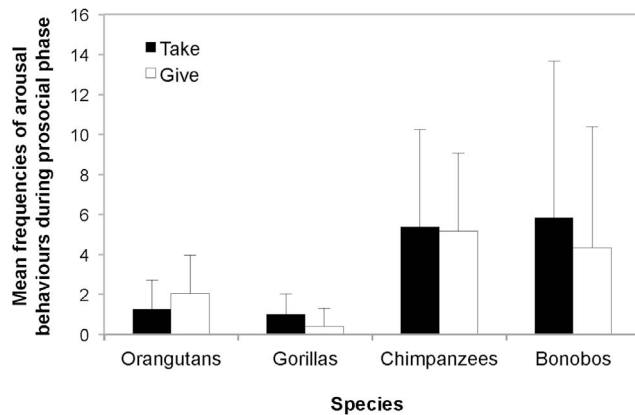 Mean frequencies of arousal
behaviours during prosocial phase
16
14
12
10
8
6
4
2
0
Take
Give
Orangutans Gorillas Chimpanzees Bonobos
Species